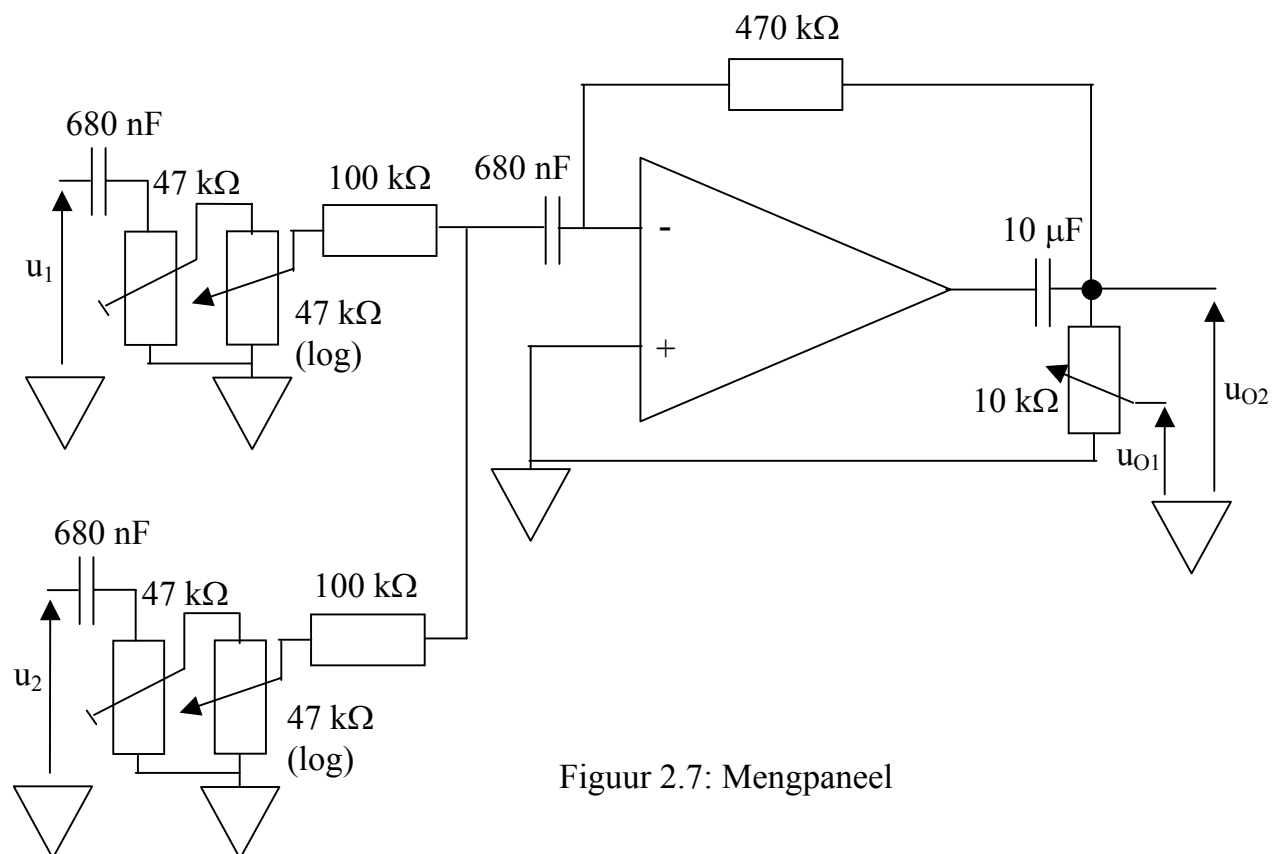 470 kΩ
680 nF
47 kΩ
100 kΩ
680 nF
-
10 μF
u1
47 kΩ
(log)
+
10 kΩ
uO2
uO1
680 nF
47 kΩ
100 kΩ
u2
47 kΩ
(log)
Figuur 2.7: Mengpaneel